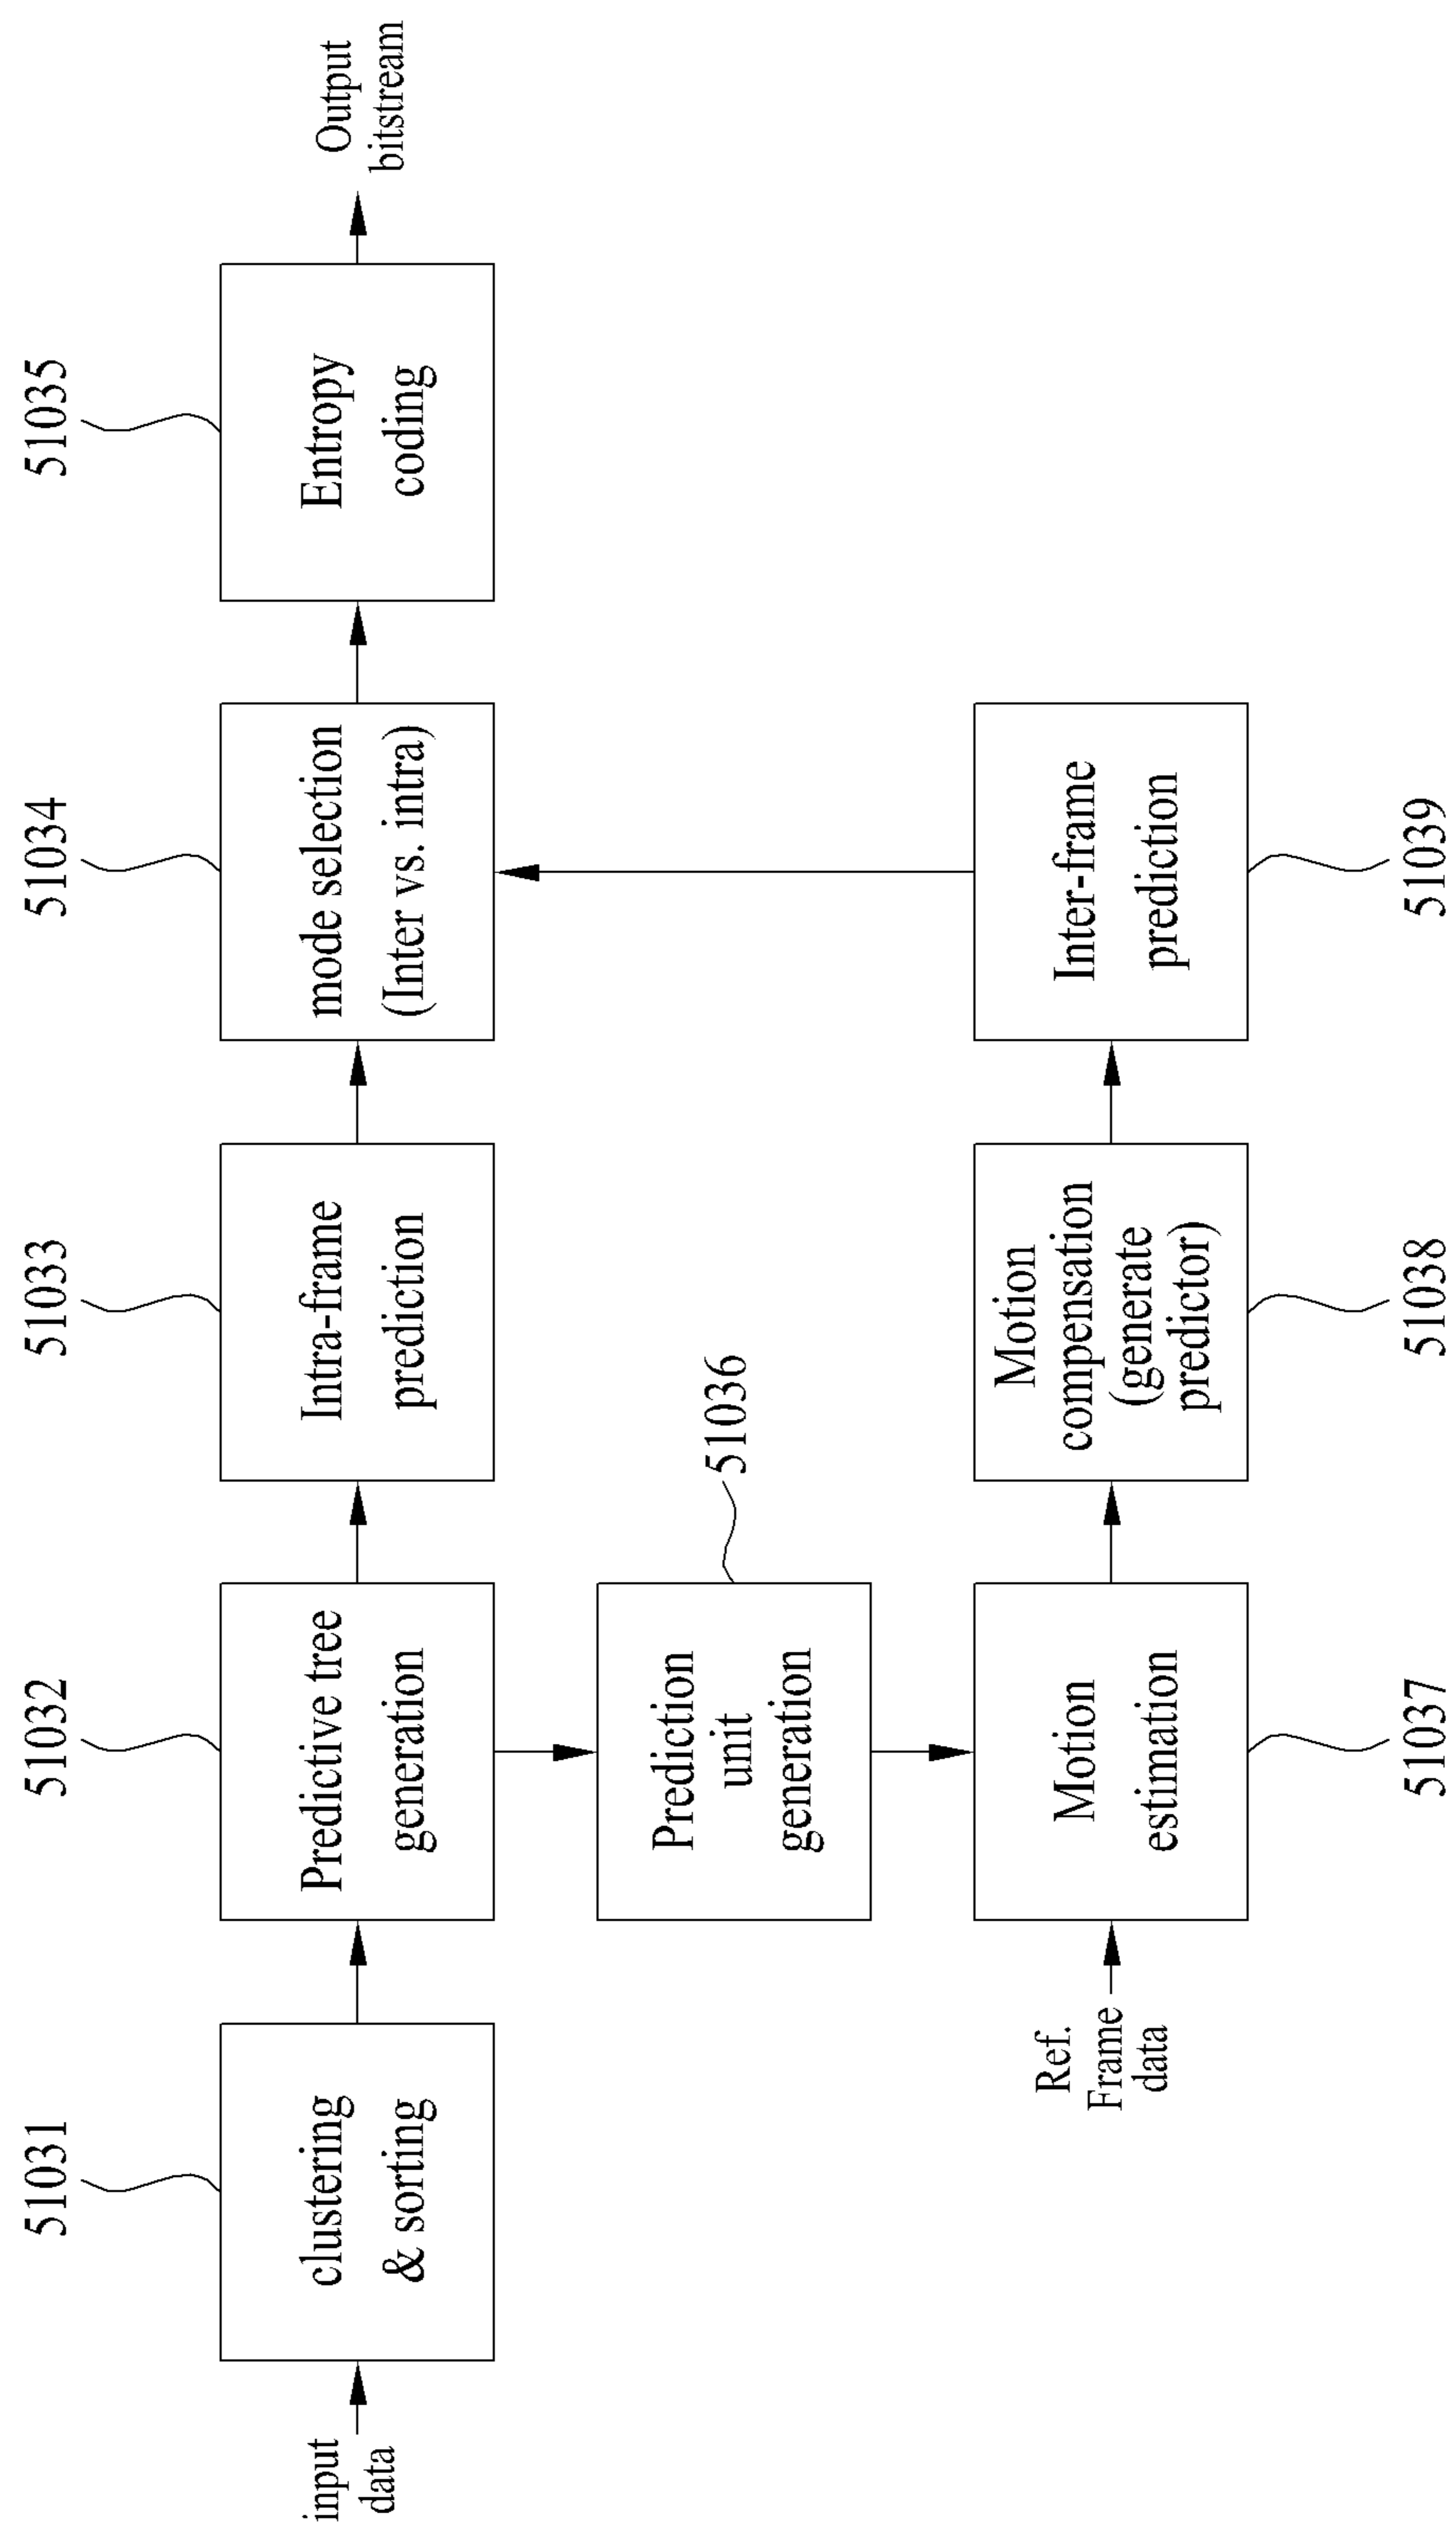 51031
51032
51033
51034
51035
input
data
clustering
& sorting
Predictive tree
generation
Intra-frame
prediction
mode selection
(Inter vs. intra)
Entropy
coding
Output
bitstream
Prediction
unit
generation
51036
Ref.
Frame
data
Motion
estimation
Motion
compensation
(generate
predictor)
Inter-frame
prediction
51037
51038
51039